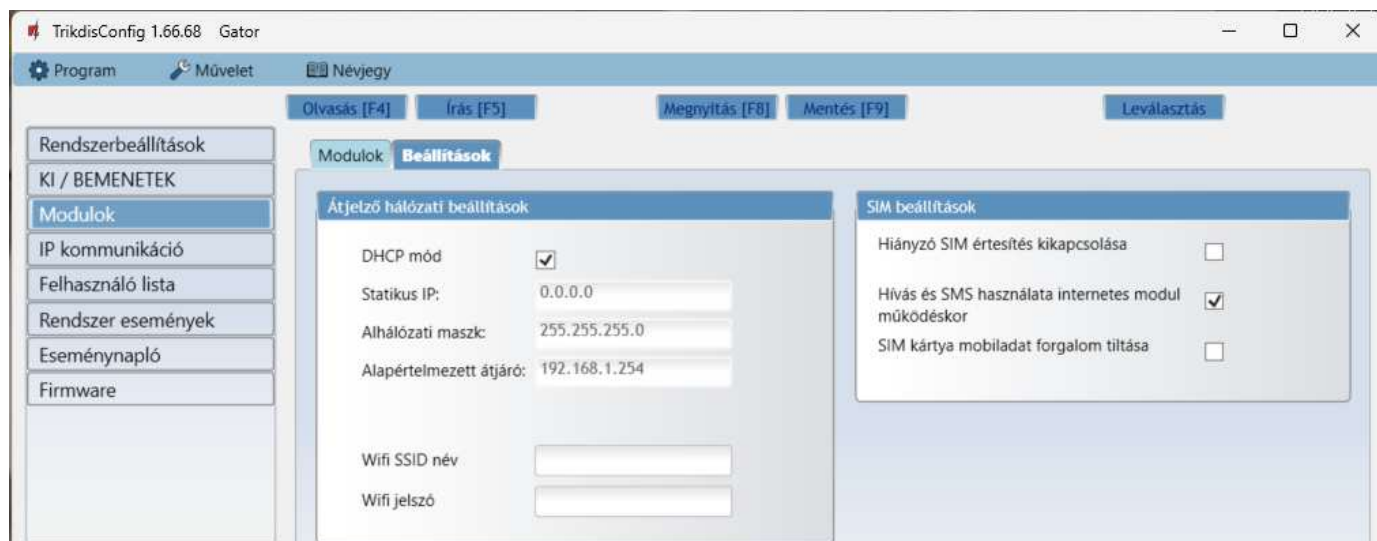 TrikdisConfig 1.66.68 Gator
Program Művelet Névjegy
Olvasás [F4] Írás [F5] Megnyitás [F8] Mentés [F9] Leválasztás
Rendszerbeállítások
KI / BEMENETEK
Modulok
IP kommunikáció
Felhasználó lista
Rendszer események
Eseménynapló
Firmware
Modulok Beállítások
Átjelző hálózati beállítások
DHCP mód
Statikus IP: 0.0.0.0
Alhálózati maszk: 255.255.255.0
Alapértelmezett átjáró: 192.168.1.254
Wifi SSID név
Wifi jelszó
SIM beállítások
Hiányzó SIM értesítés kikapcsolása
Hívás és SMS használata internetes modul
működéskor
SIM kártya mobiladat forgalom tiltása